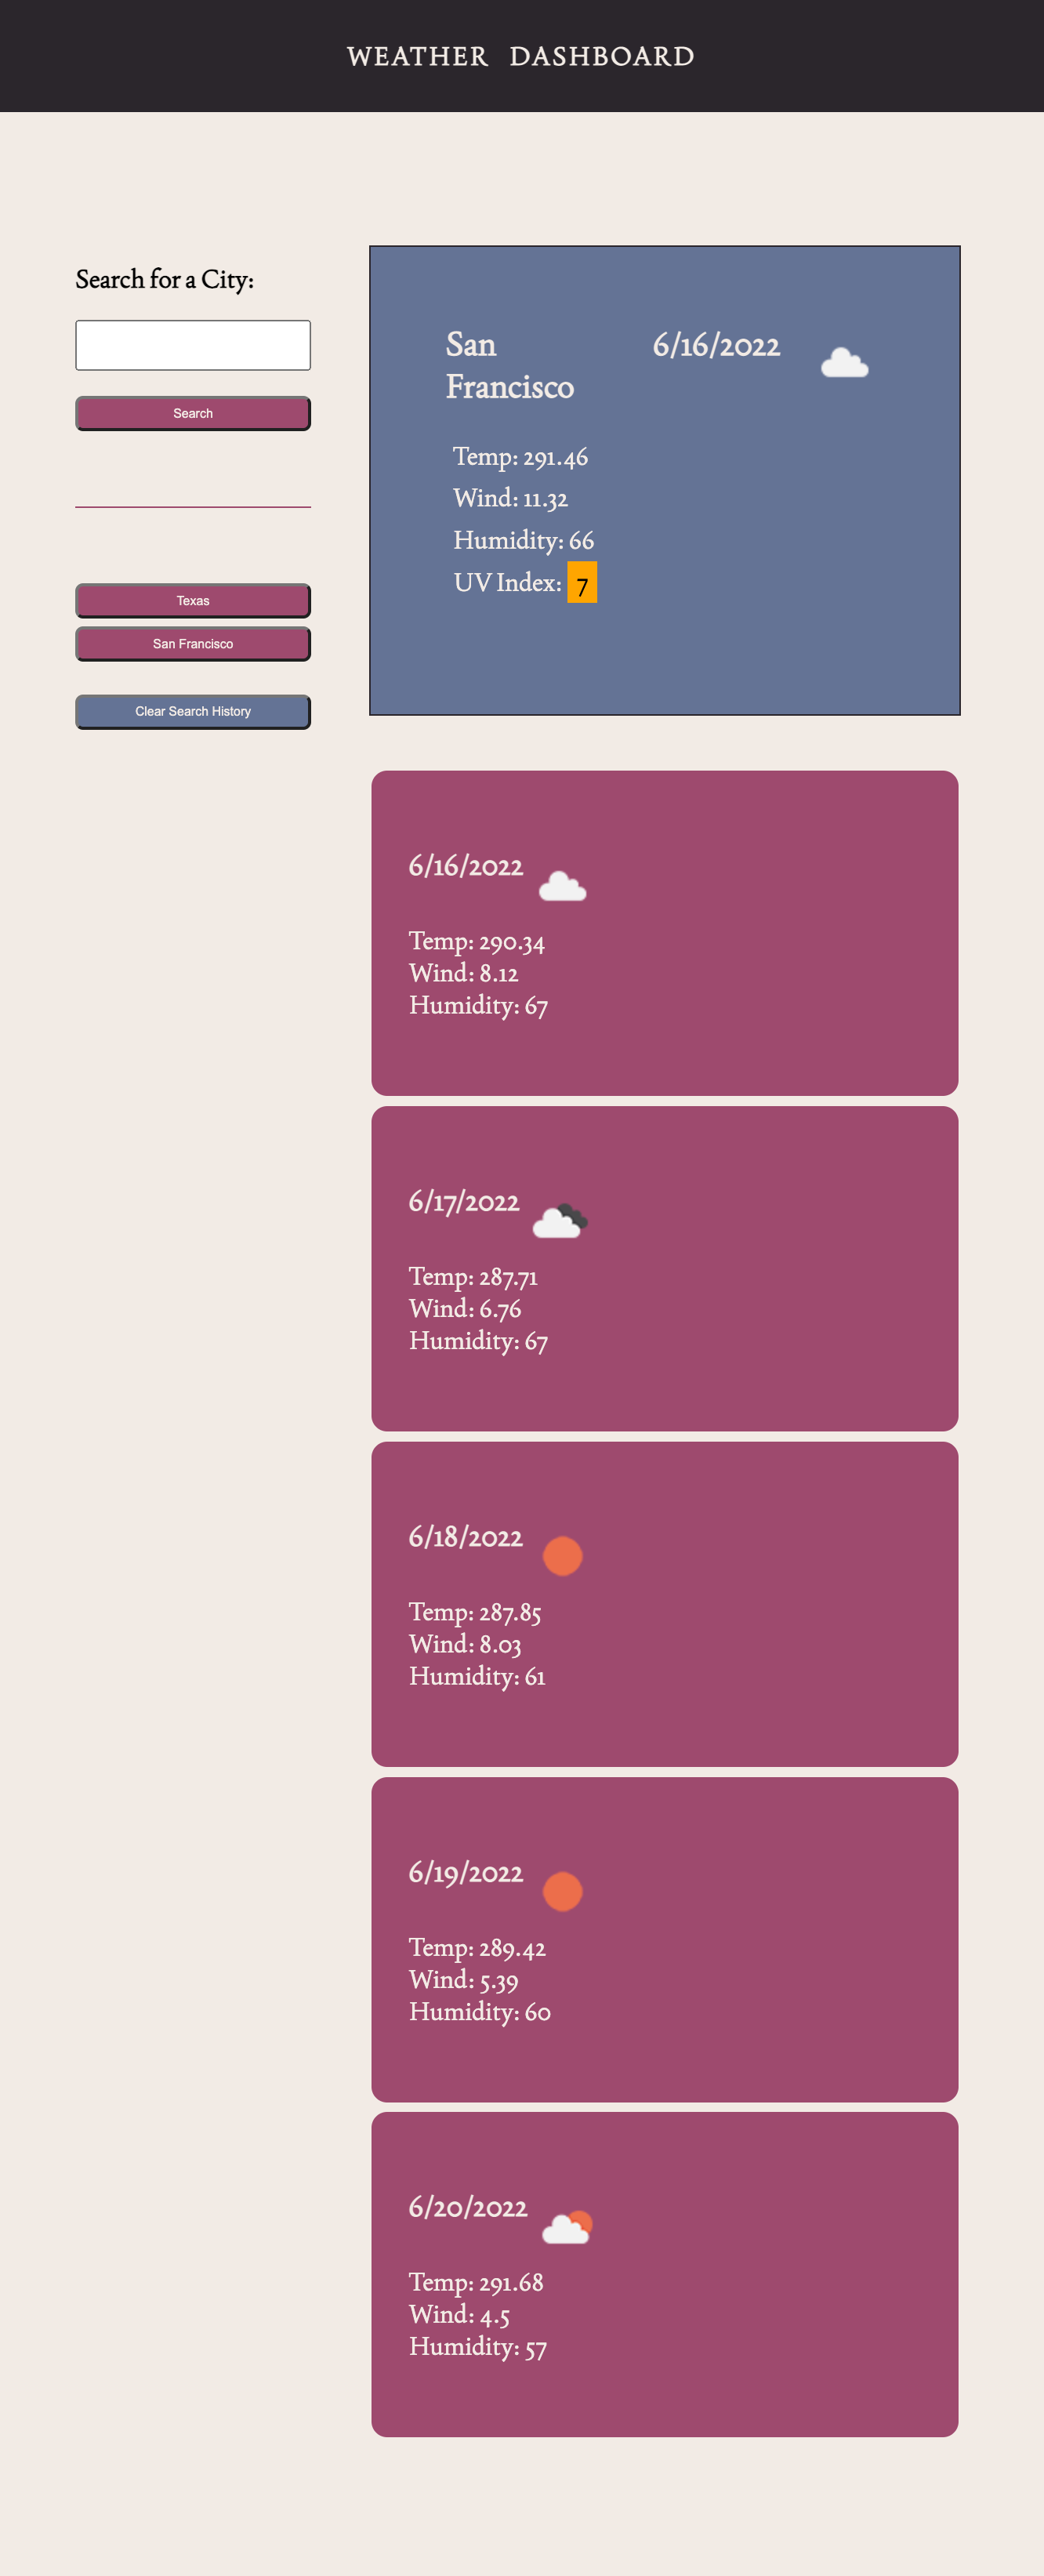 WEATHER DASHBOARD
Search for a City:
Search
Texas
San Francisco
Clear Search History
San
Francisco
6/16/2022
Temp: 291.46
Wind: 11.32
Humidity: 66
UV Index: 7
6/16/2022
Temp: 290.34
Wind: 8.12
Humidity: 67
6/17/2022
Temp: 287.71
Wind: 6.76
Humidity: 67
6/18/2022
Temp: 287.85
Wind: 8.03
Humidity: 61
6/19/2022
Temp: 289.42
Wind: 5.39
Humidity: 60
6/20/2022
Temp: 291.68
Wind: 4.5
Humidity: 57